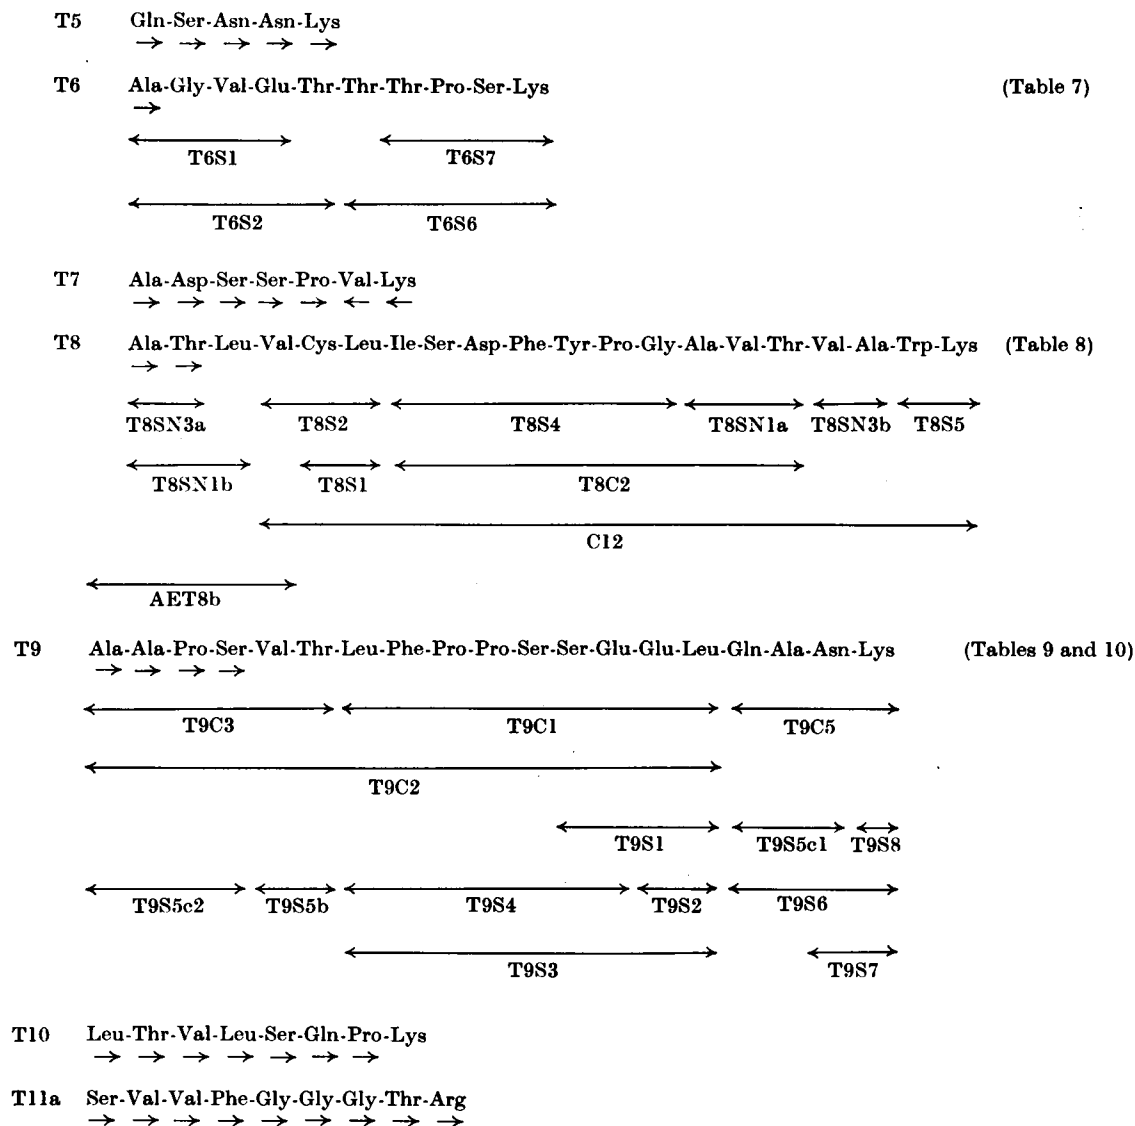 T5 Gln-Ser-Asn-Asn-Lys
T6 Ala-Gly-Val-Glu-Thr-Thr-Thr-Pro-Ser-Lys (Table 7)
T6S1 T6S7
T6S2 T6S6
T7 Ala-Asp-Ser-Ser-Pro-Val-Lys
T8 Ala-Thr-Leu-Val-Cys-Leu-Ile-Ser-Asp-Phe-Tyr-Pro-Gly-Ala-Val-Thr-Val-Ala-Trp-Lys (Table 8)
T8SN3a T8S2 T8S4 T8SN1a T8SN3b T8S5
T8SN1b T8S1 T8C2
C12
AET8b
T9 Ala-Ala-Pro-Ser-Val-Thr-Leu-Phe-Pro-Pro-Ser-Ser-Glu-Glu-Leu-Gln-Ala-Asn-Lys (Tables 9 and 10)
T9C3 T9C1 T9C5
T9C2
T9S1 T9S5c1 T9S8
T9S5c2 T9S5b T9S4 T9S2 T9S6
T9S3 T9S7
T10 Leu-Thr-Val-Leu-Ser-Gln-Pro-Lys
T11a Ser-Val-Val-Phe-Gly-Gly-Gly-Thr-Arg